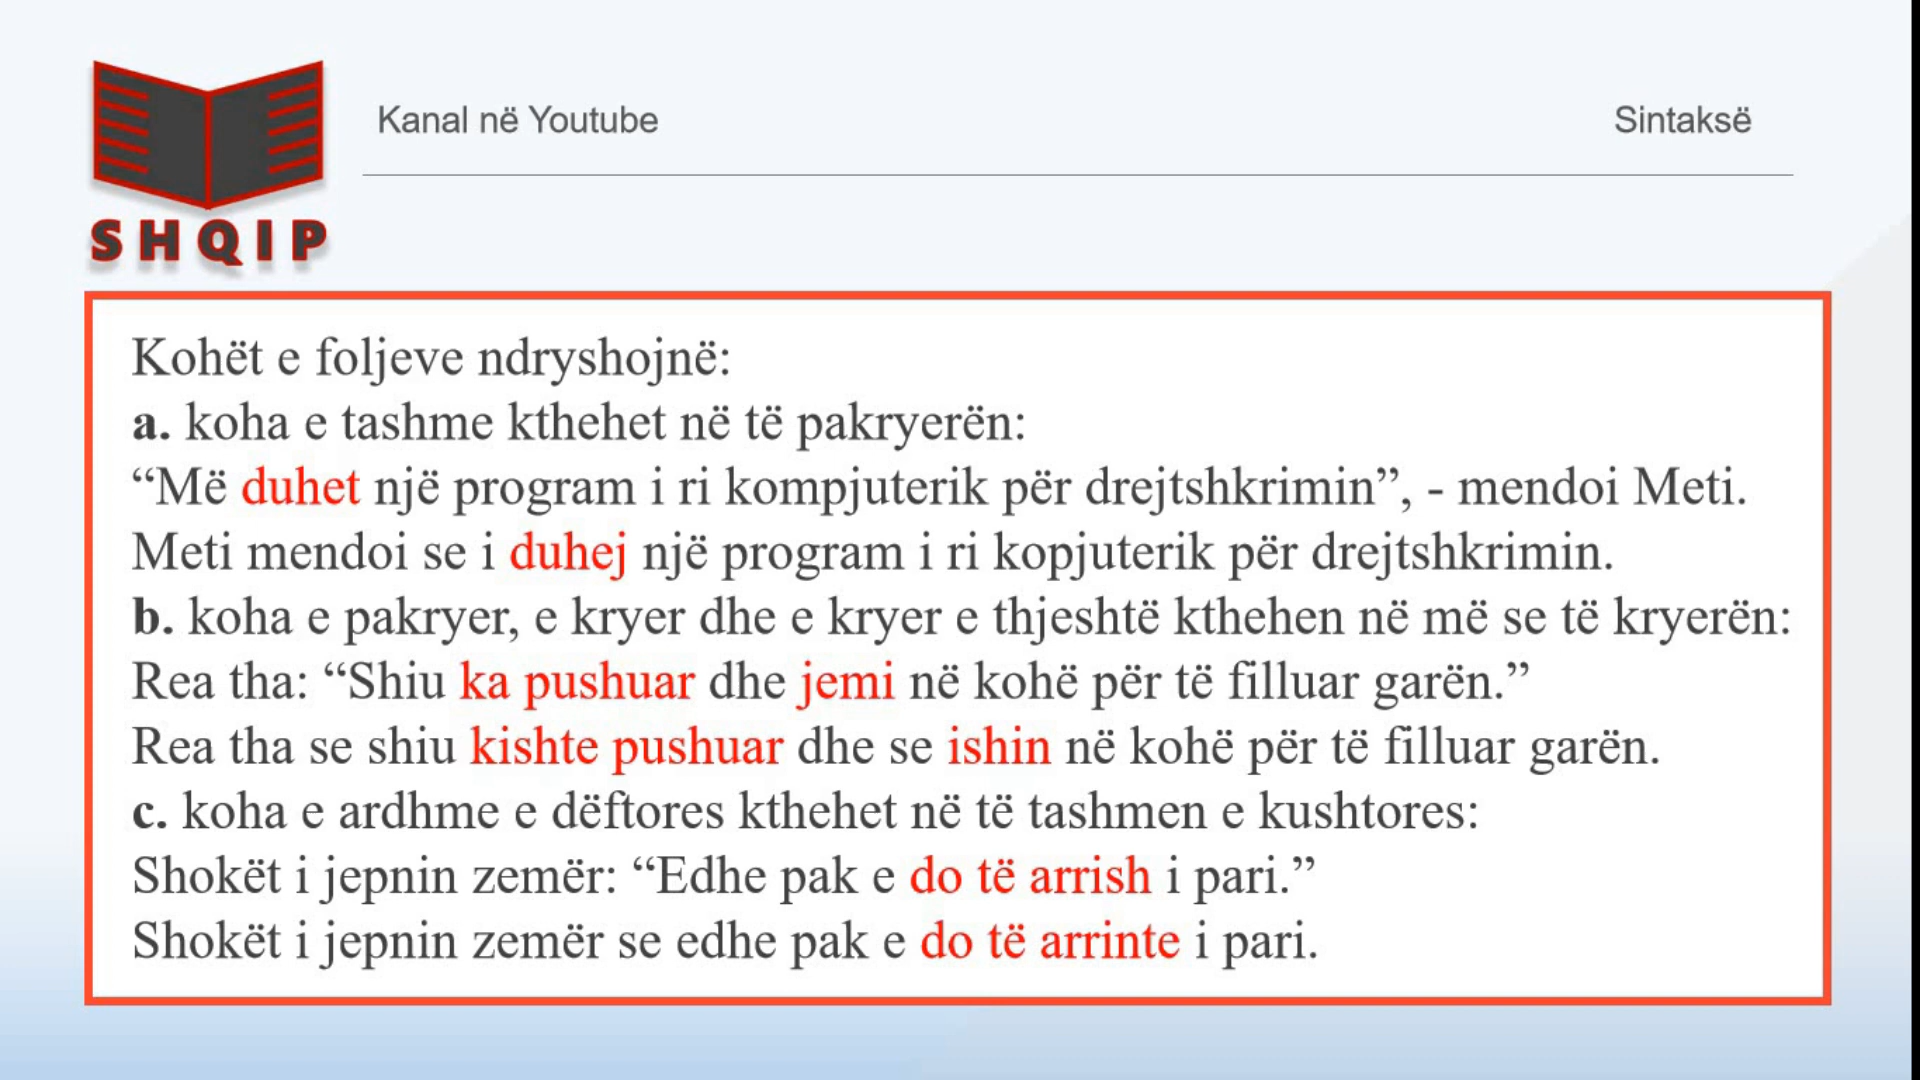 SHQIP
Kanal në Youtube
Sintaksë
Kohët e foljeve ndryshojnë:
a. koha e tashme kthehet në të pakryerën:
“Më duhet një program i ri kompjuterik për drejtshkrimin”, - mendoi Meti.
Meti mendoi se i duhej një program i ri kopjuterik për drejtshkrimin.
b. koha e pakryer, e kryer dhe e kryer e thjeshtë kthehen në më se të kryerën:
Rea tha: “Shiu ka pushuar dhe jemi në kohë për të filluar garën.”
Rea tha se shiu kishte pushuar dhe se ishin në kohë për të filluar garën.
c. koha e ardhme e dëftores kthehet në të tashmen e kushtores:
Shokët i jepnin zemër: “Edhe pak e do të arrish i pari.”
Shokët i jepnin zemër se edhe pak e do të arrinte i pari.